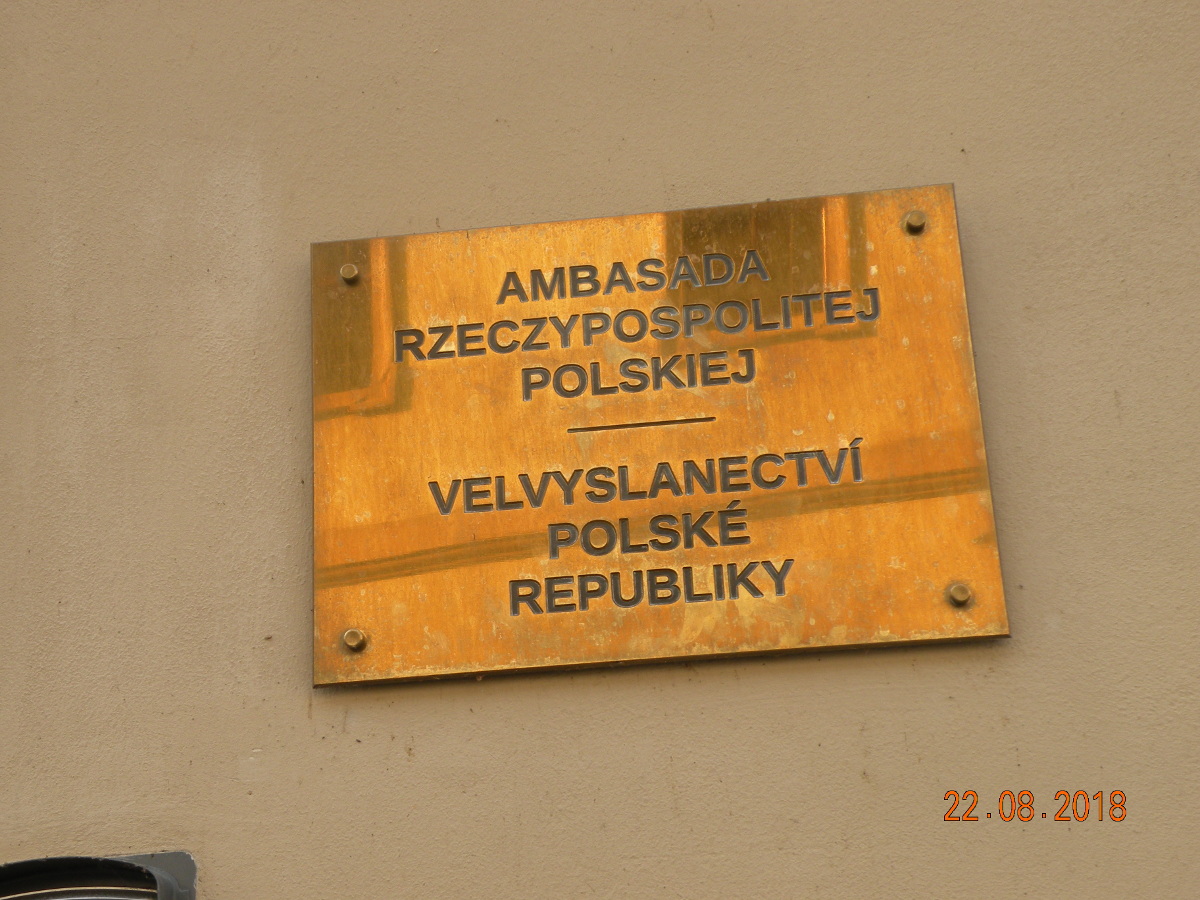 AMBASADA
RZECZYPOSPOLITEJ
POLSKIEJ
VELVYSLANECTVÍ
POLSKÉ
REPUBLIKY
22.08.2018